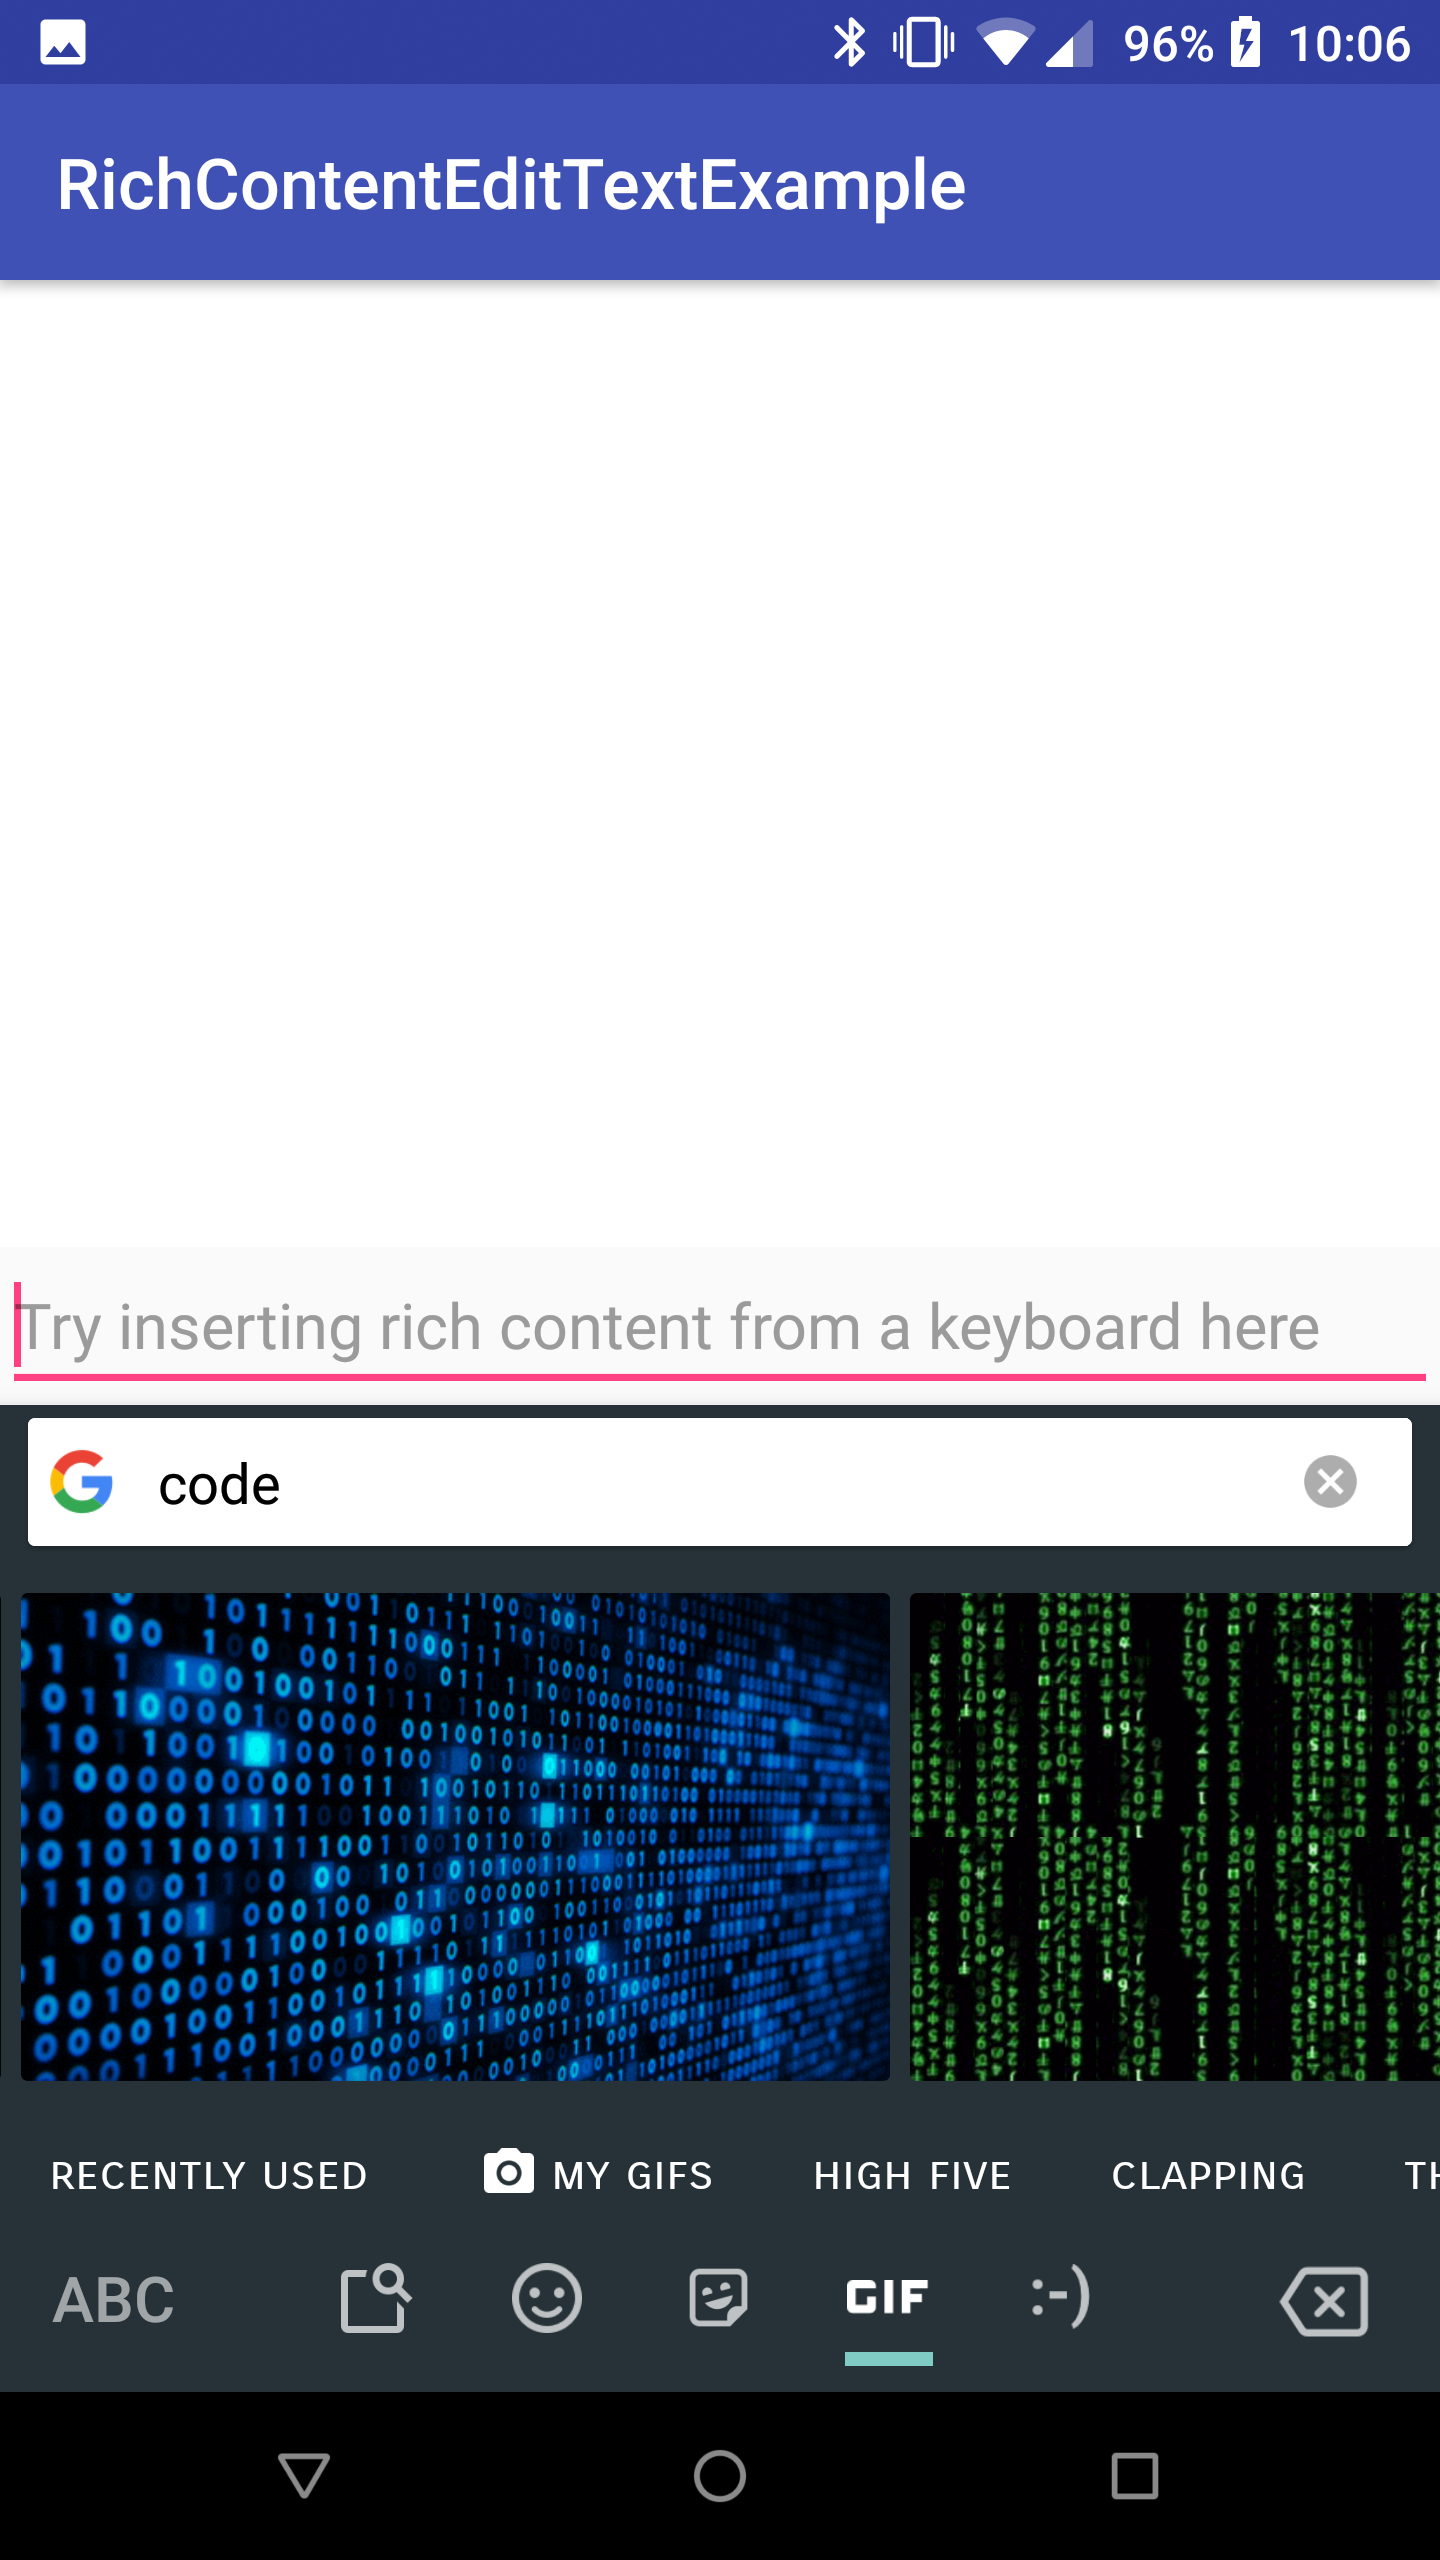 96% 10:06
RichContentEditTextExample
Try inserting rich content from a keyboard here
code
RECENTLY USED MY GIFS HIGH FIVE CLAPPING
ABC GIF :-)